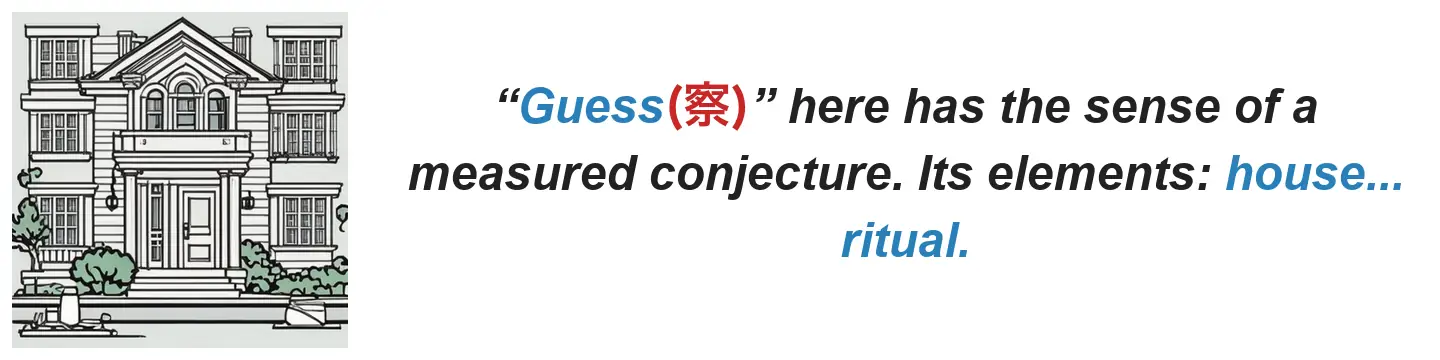 “Guess(察)” here has the sense of a
measured conjecture. Its elements: house...
ritual.